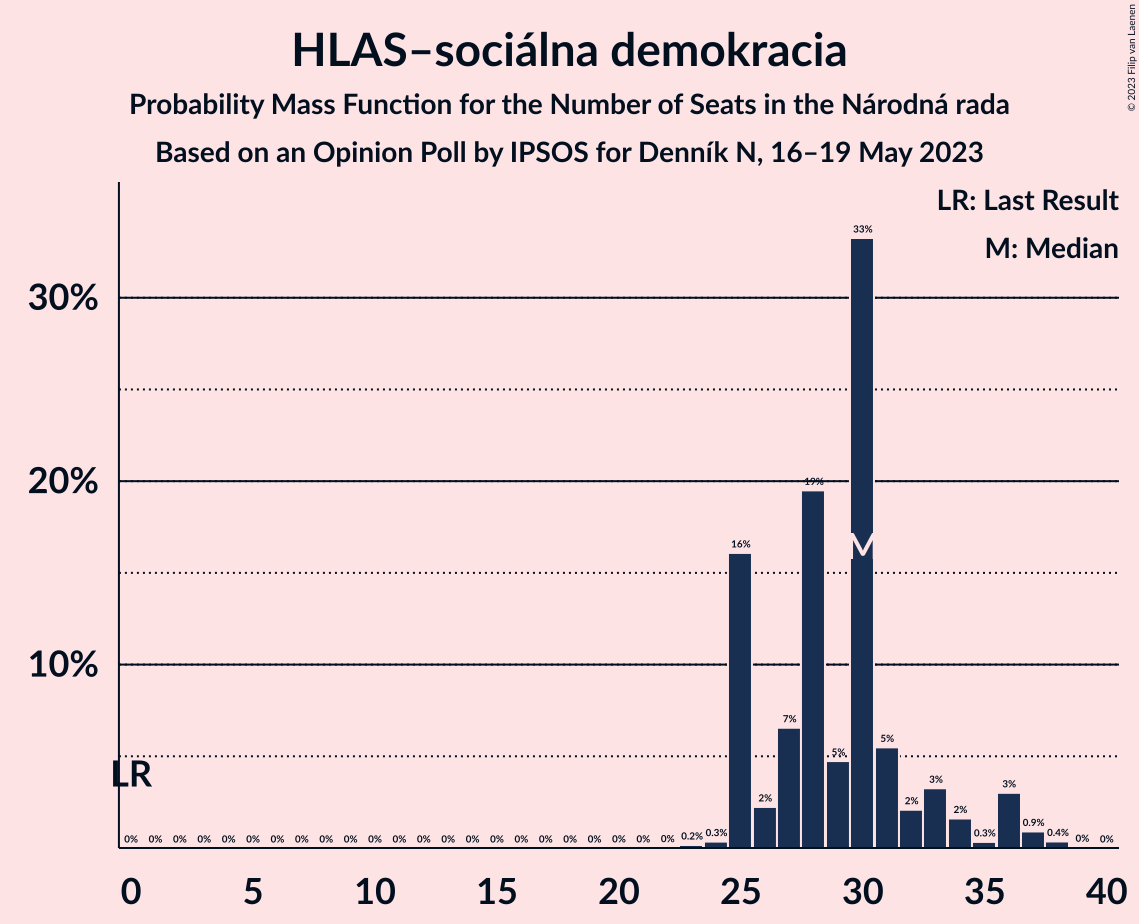 HLAS–sociálna demokracia
Probability Mass Function for the Number of Seats in the Národná rada
Based on an Opinion Poll by IPSOS for Denník N, 16–19 May 2023
© 2023 Filip van Laenen
LR: Last Result
M: Median
33%
30%
19%
20%
M
16%
10%
7%
5%
5%
LR
2%
2%
3%
2%
3%
0% 0% 0% 0% 0% 0% 0% 0% 0% 0% 0% 0% 0% 0% 0% 0% 0% 0% 0% 0% 0% 0% 0% 0.2% 0.3% 0.3% 0.9% 0.4% 0% 0%
0 5 10 15 20 25 30 35 40